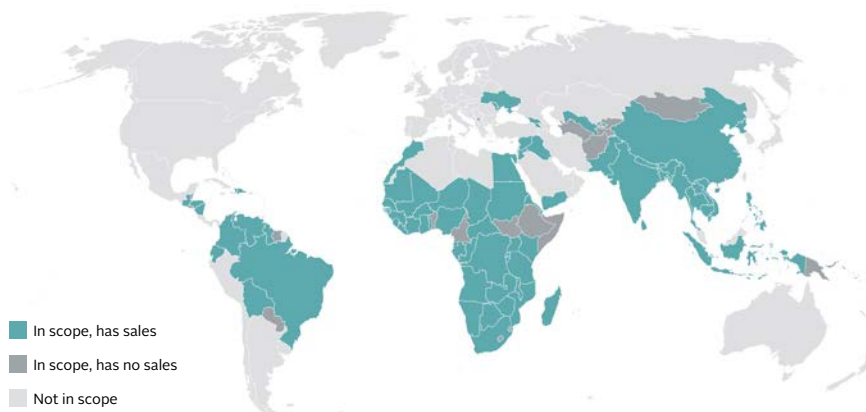 In scope, has sales
In scope, has no sales
Not in scope